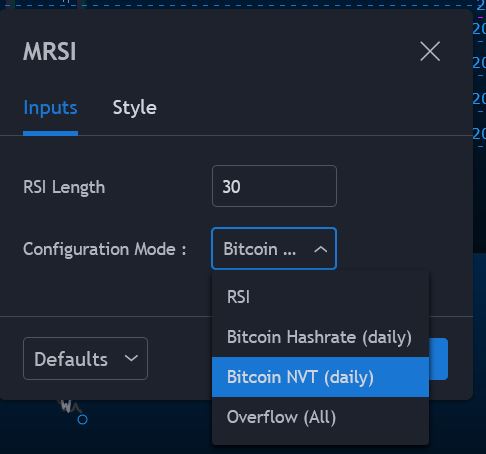 MRSI
Inputs Style
RSI Length 30
Configuration Mode : Bitcoin ...
RSI
Bitcoin Hashrate (daily)
Bitcoin NVT (daily)
Overflow (All)
Defaults